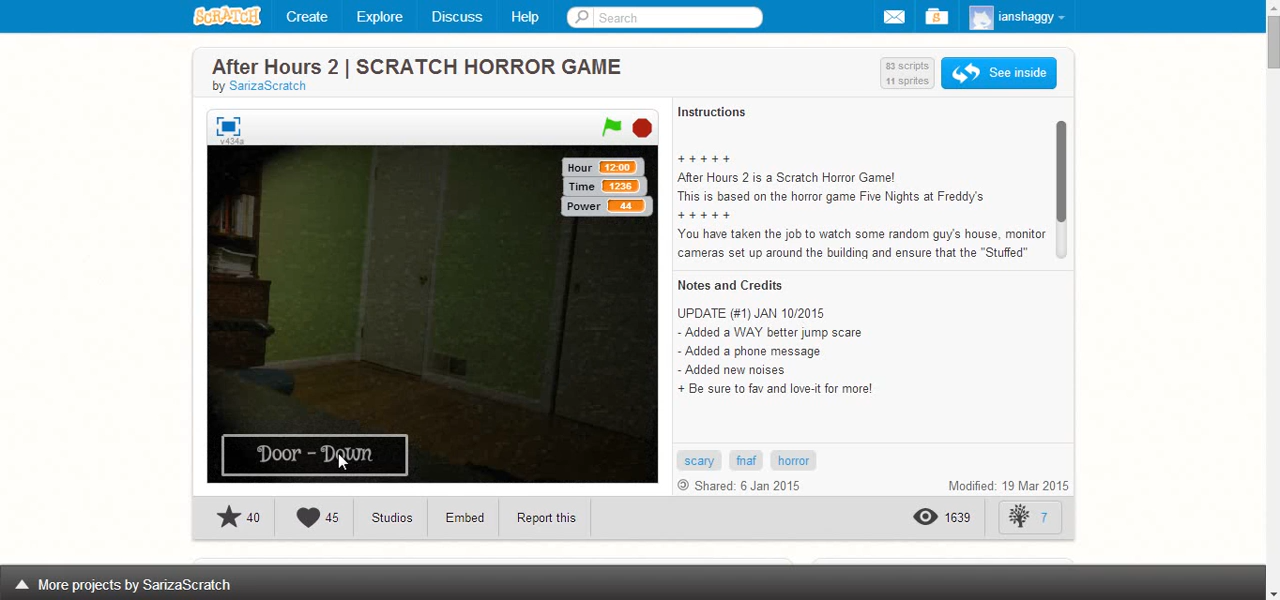 SCRATCH Create Explore Discuss Help Search ianshaggy
After Hours 2 | SCRATCH HORROR GAME
by SarizaScratch
83 scripts
11 sprites
See inside
v434a
Hour 12:00
Time 1236
Power 44
Door - Down
Instructions
+ + + + +
After Hours 2 is a Scratch Horror Game!
This is based on the horror game Five Nights at Freddy's
+ + + + +
You have taken the job to watch some random guy's house, monitor
cameras set up around the building and ensure that the "Stuffed"
Notes and Credits
UPDATE (#1) JAN 10/2015
- Added a WAY better jump scare
- Added a phone message
- Added new noises
+ Be sure to fav and love-it for more!
scary fnaf horror
Shared: 6 Jan 2015 Modified: 19 Mar 2015
40 45 Studios Embed Report this 1639 7
More projects by SarizaScratch